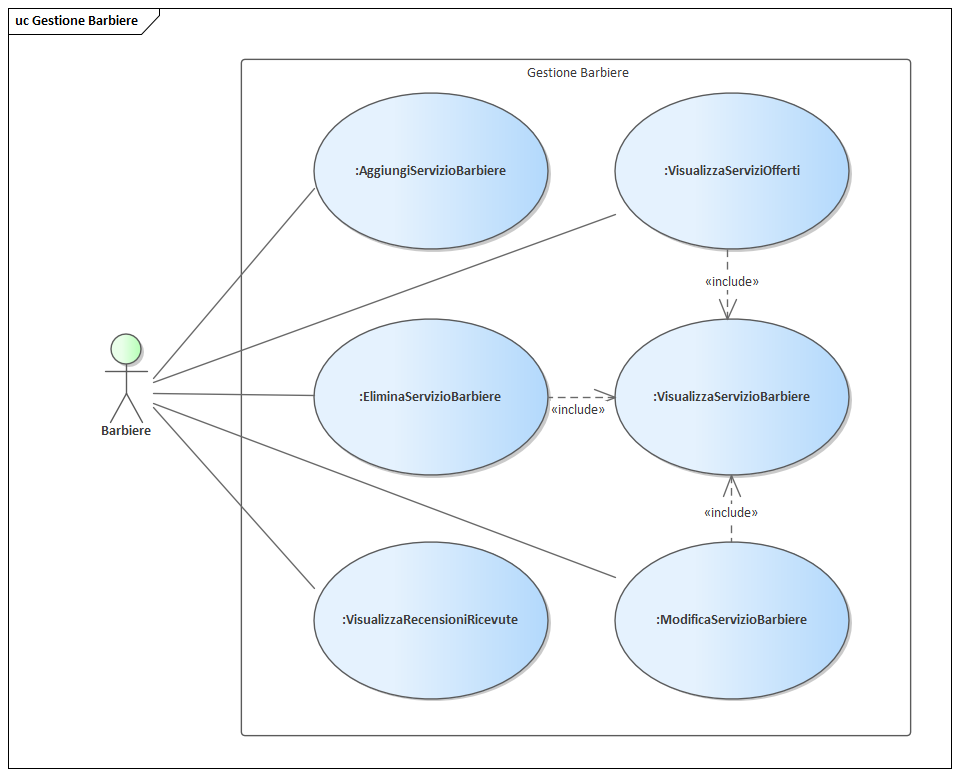 uc Gestione Barbiere
Gestione Barbiere
:AggiungiServizioBarbiere
:VisualizzaServiziOfferti
«include»
:EliminaServizioBarbiere
«include»
:VisualizzaServizioBarbiere
Barbiere
«include»
:VisualizzaRecensioniRicevute
:ModificaServizioBarbiere